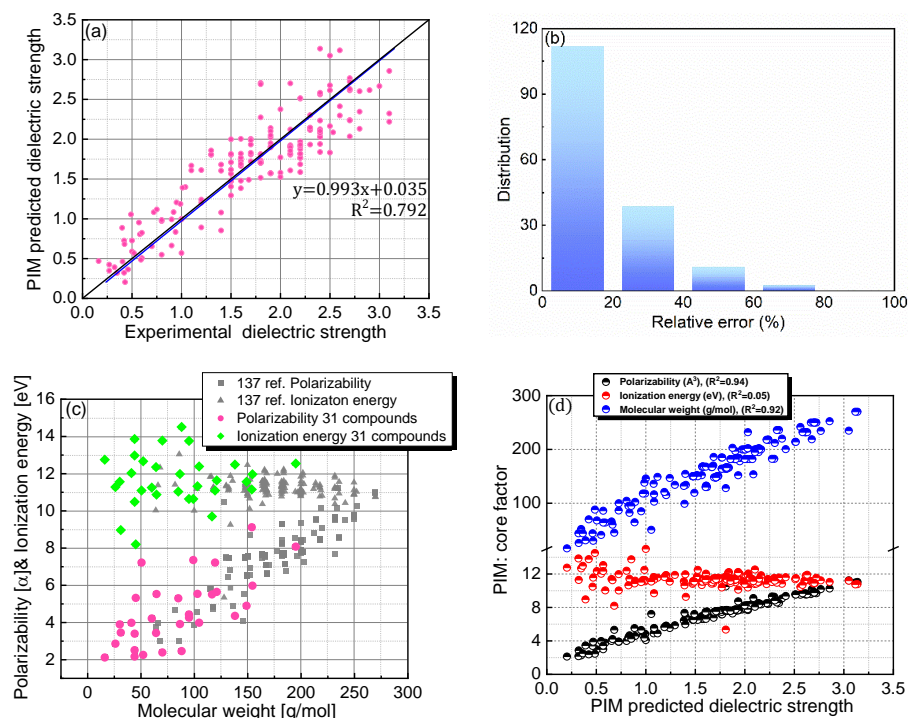 (a)
3.5
3.0
2.5
2.0
1.5
1.0
0.5
0.0
PIM predicted dielectric strength
y=0.993x+0.035
R²=0.792
0.0 0.5 1.0 1.5 2.0 2.5 3.0 3.5
Experimental dielectric strength
(b)
120
90
60
30
0
Distribution
0 20 40 60 80 100
Relative error (%)
(c)
137 ref. Polarizability
137 ref. Ionizaton energy
Polarizability 31 compounds
Ionization energy 31 compounds
16
14
12
10
8
6
4
2
Polarizability [α]& Ionization energy [eV]
0 50 100 150 200 250 300
Molecular weight [g/mol]
(d)
Polarizability (A³), (R²=0.94)
Ionization energy (eV), (R²=0.05)
Molecular weight (g/mol), (R²=0.92)
300
200
100
12
8
4
0
PIM: core factor
0.0 0.5 1.0 1.5 2.0 2.5 3.0 3.5
PIM predicted dielectric strength